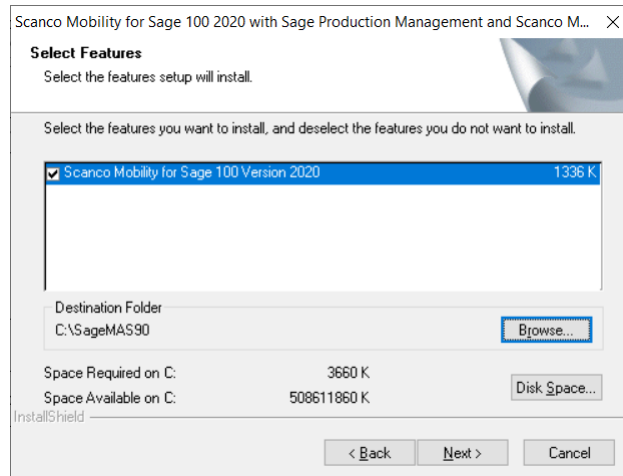 Scanco Mobility for Sage 100 2020 with Sage Production Management and Scanco M...
Select Features
Select the features setup will install.
Select the features you want to install, and deselect the features you do not want to install.
Scanco Mobility for Sage 100 Version 2020 1336 K
Destination Folder
C:\SageMAS90
Browse...
Space Required on C: 3660 K
Space Available on C: 508611860 K
Disk Space...
InstallShield
< Back Next > Cancel